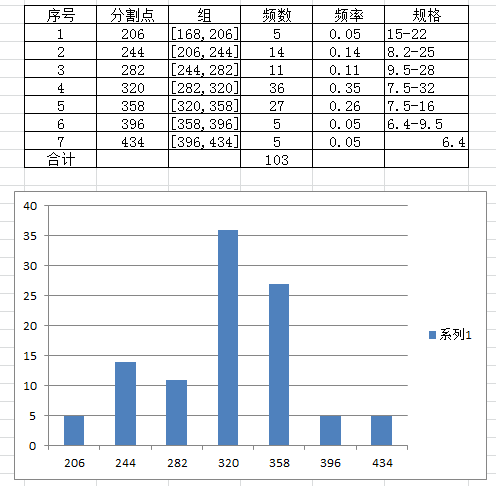 序号 分割点 组 频数 频率 规格
1 206 [168,206] 5 0.05 15-22
2 244 [206,244] 14 0.14 8.2-25
3 282 [244,282] 11 0.11 9.5-28
4 320 [282,320] 36 0.35 7.5-32
5 358 [320,358] 27 0.26 7.5-16
6 396 [358,396] 5 0.05 6.4-9.5
7 434 [396,434] 5 0.05 6.4
合计 103
40
35
30
25
20
15
10
5
0
系列1
206 244 282 320 358 396 434